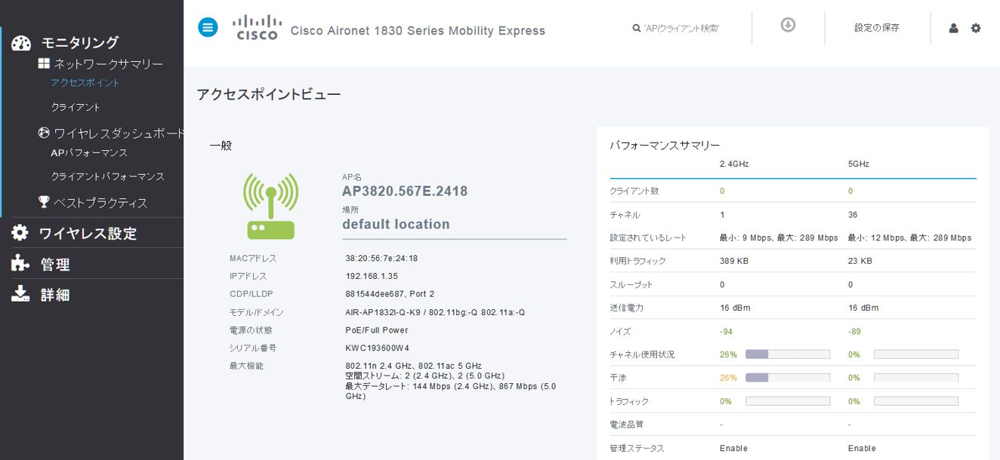 モニタリング
ネットワークサマリー
アクセスポイント
クライアント
ワイヤレスダッシュボード
APパフォーマンス
クライアントパフォーマンス
ベストプラクティス
ワイヤレス設定
管理
詳細
CISCO
Cisco Aironet 1830 Series Mobility Express
'AP/クライアント検索'
設定の保存
アクセスポイントビュー
一般
AP名
AP3820.567E.2418
場所
default location
MACアドレス 38:20:56:7e:24:18
IPアドレス 192.168.1.35
CDP/LLDP 881544dee687, Port 2
モデル/ドメイン AIR-AP1832I-Q-K9 / 802.11bg:-Q 802.11a:-Q
電源の状態 PoE/Full Power
シリアル番号 KWC193600W4
最大機能 802.11n 2.4 GHz、802.11ac 5 GHz
空間ストリーム: 2 (2.4 GHz)、2 (5.0 GHz)
最大データレート: 144 Mbps (2.4 GHz)、867 Mbps (5.0
GHz)
パフォーマンスサマリー
2.4GHz 5GHz
クライアント数 0 0
チャネル 1 36
設定されているレート 最小: 9 Mbps、最大: 289 Mbps 最小: 12 Mbps、最大: 289 Mbps
利用トラフィック 389 KB 23 KB
スループット 0 0
送信電力 16 dBm 16 dBm
ノイズ -94 -89
チャネル使用状況 26% 0%
干渉 26% 0%
トラフィック 0% 0%
電波品質 - -
管理ステータス Enable Enable